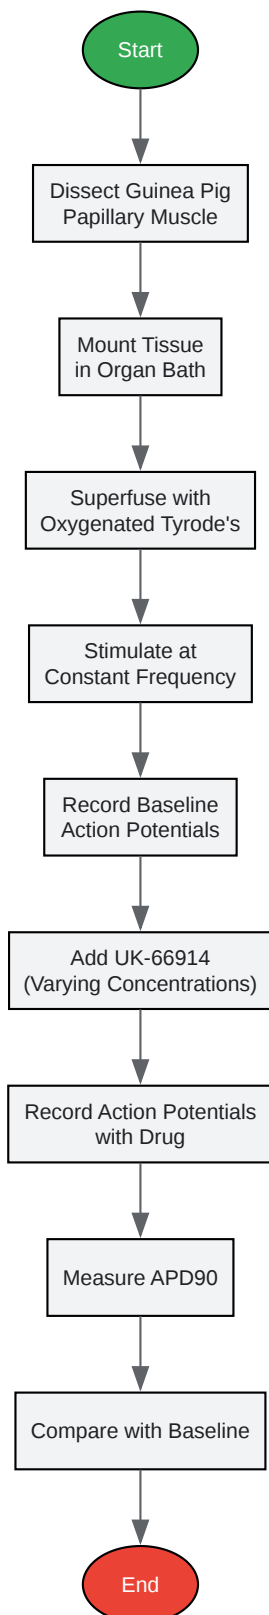 Start
Dissect Guinea Pig
Papillary Muscle
Mount Tissue
in Organ Bath
Superfuse with
Oxygenated Tyrode's
Stimulate at
Constant Frequency
Record Baseline
Action Potentials
Add UK-66914
(Varying Concentrations)
Record Action Potentials
with Drug
Measure APD90
Compare with Baseline
End